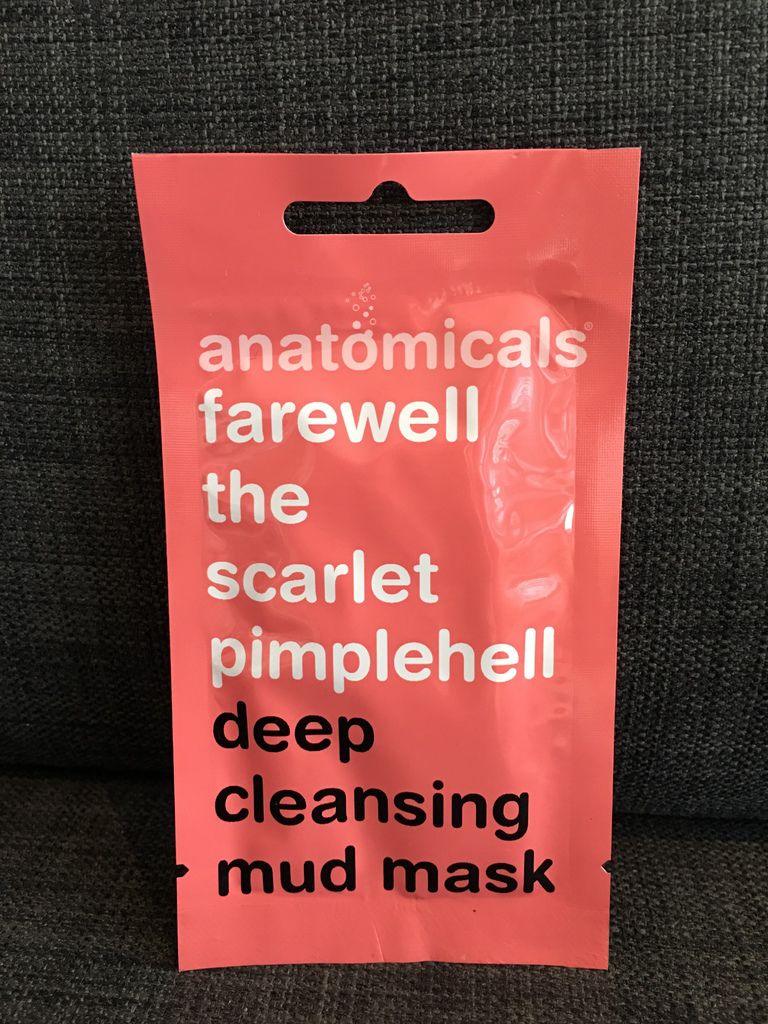 anatomicals®
farewell
the
scarlet
pimplehell
deep
cleansing
mud mask